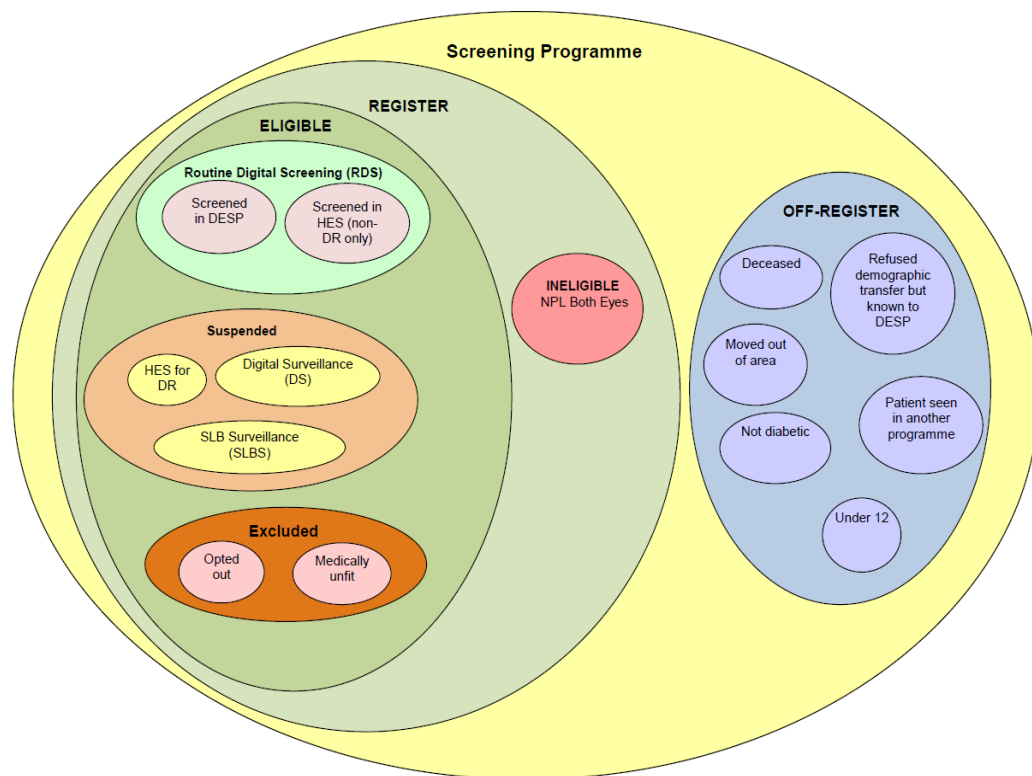 Screening Programme
REGISTER
ELIGIBLE
Routine Digital Screening (RDS)
Screened
in DESP
Screened in
HES (non-
DR only)
Suspended
HES for
DR
Digital Surveillance
(DS)
SLB Surveillance
(SLBS)
Excluded
Opted
out
Medically
unfit
INELIGIBLE
NPL Both Eyes
OFF-REGISTER
Deceased
Refused
demographic
transfer but
known to
DESP
Moved out
of area
Not diabetic
Patient seen
in another
programme
Under 12